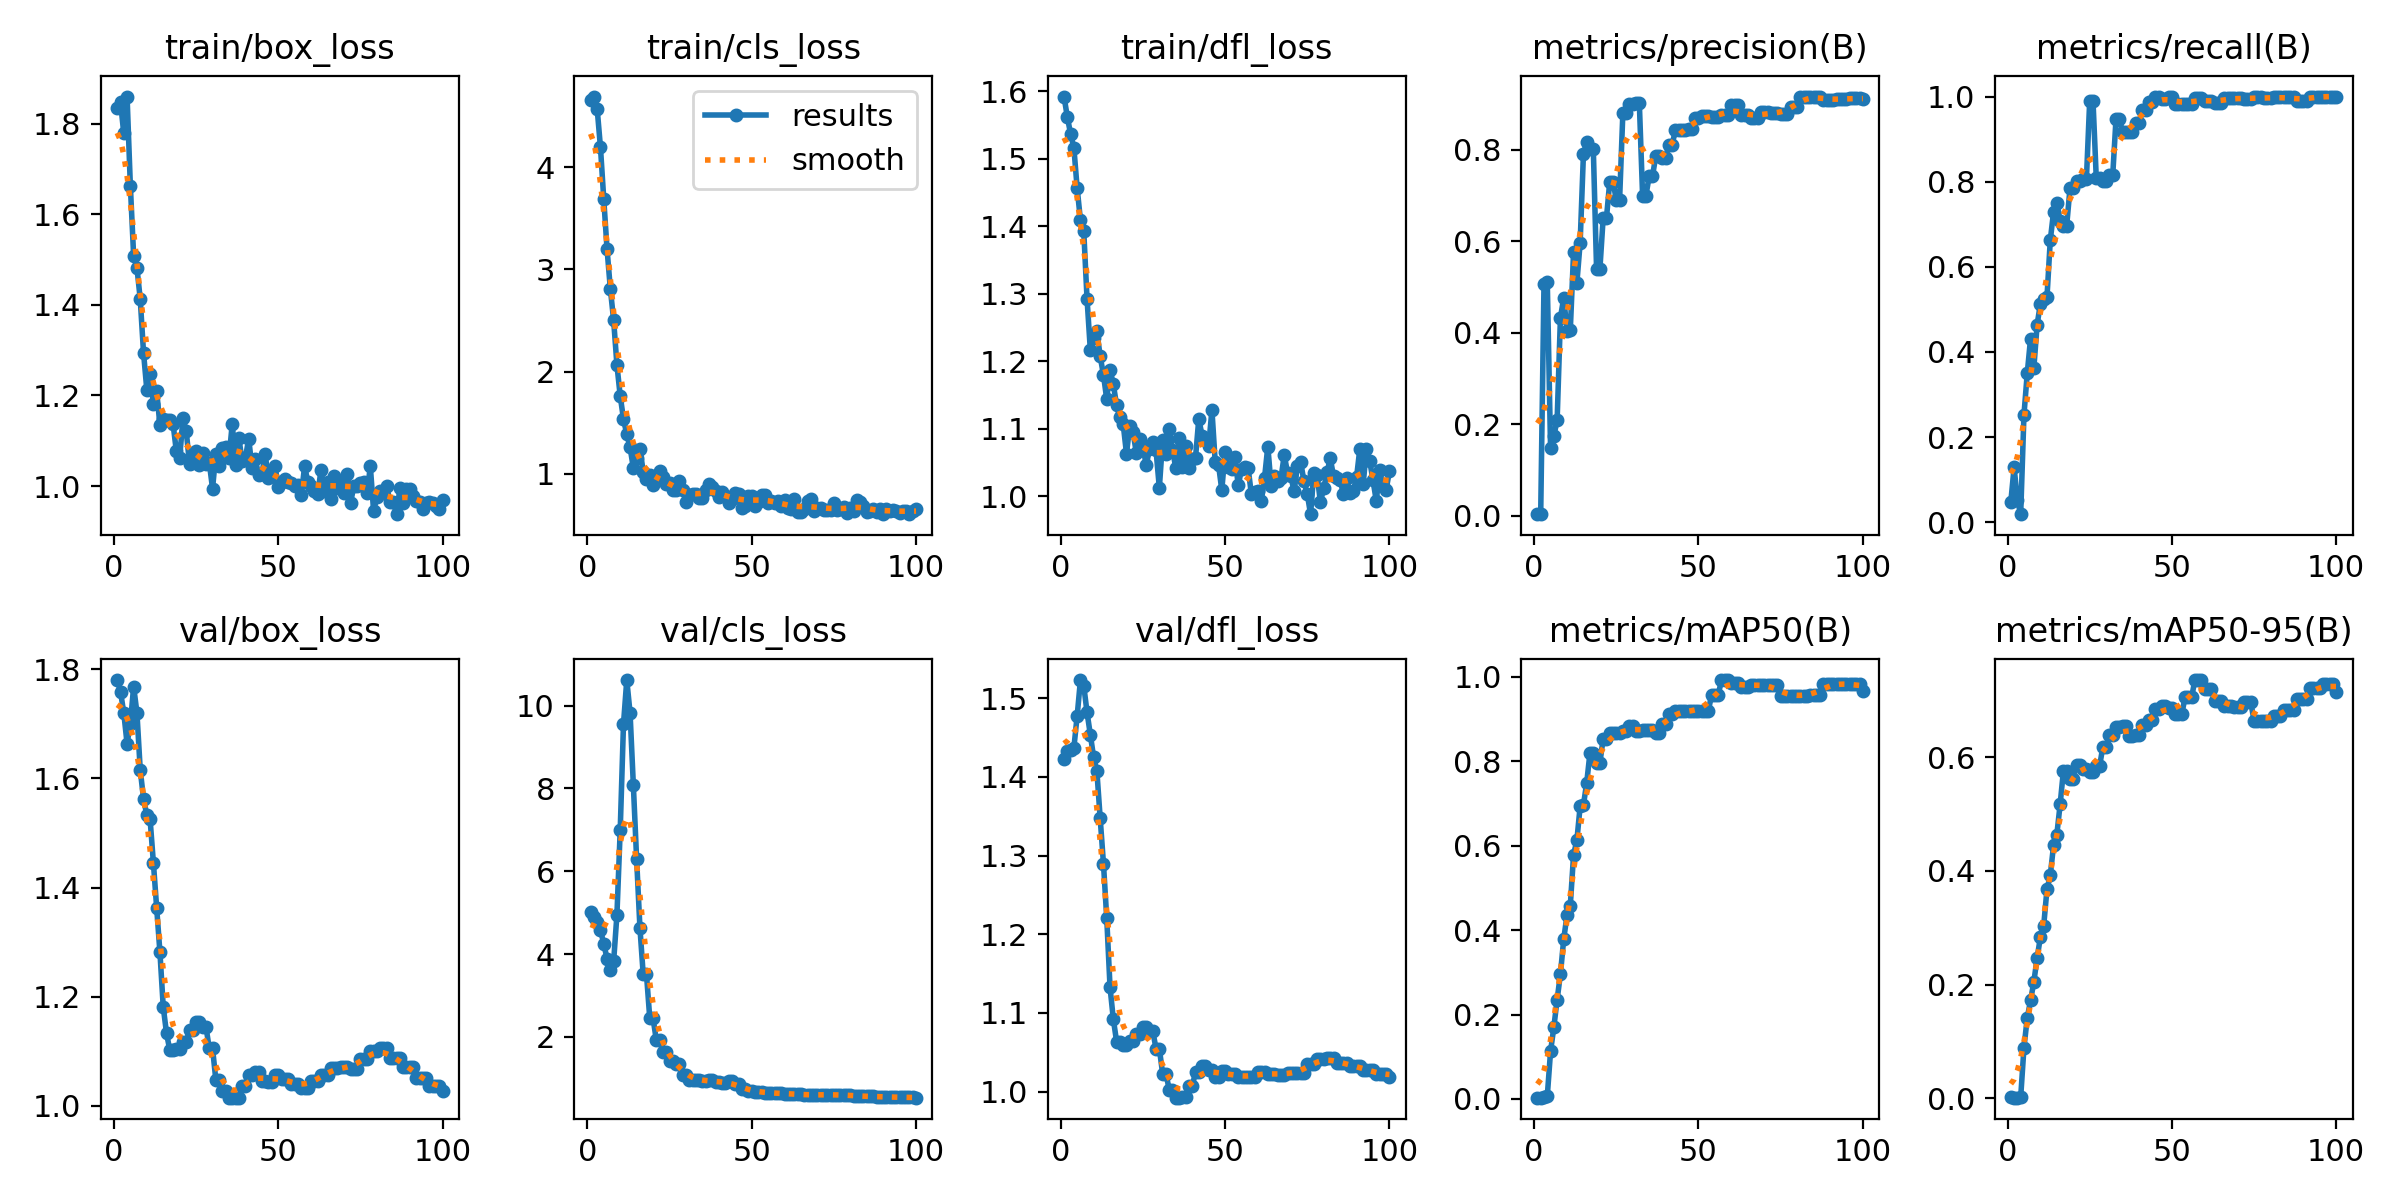 train/box_loss
train/cls_loss
train/dfl_loss
metrics/precision(B)
metrics/recall(B)
1.8
1.6
1.4
1.2
1.0
0 50 100
results
smooth
4
3
2
1
0 50 100
1.6
1.5
1.4
1.3
1.2
1.1
1.0
0 50 100
0.8
0.6
0.4
0.2
0.0
0 50 100
1.0
0.8
0.6
0.4
0.2
0.0
0 50 100
val/box_loss
val/cls_loss
val/dfl_loss
metrics/mAP50(B)
metrics/mAP50-95(B)
1.8
1.6
1.4
1.2
1.0
0 50 100
10
8
6
4
2
0 50 100
1.5
1.4
1.3
1.2
1.1
1.0
0 50 100
1.0
0.8
0.6
0.4
0.2
0.0
0 50 100
0.6
0.4
0.2
0.0
0 50 100